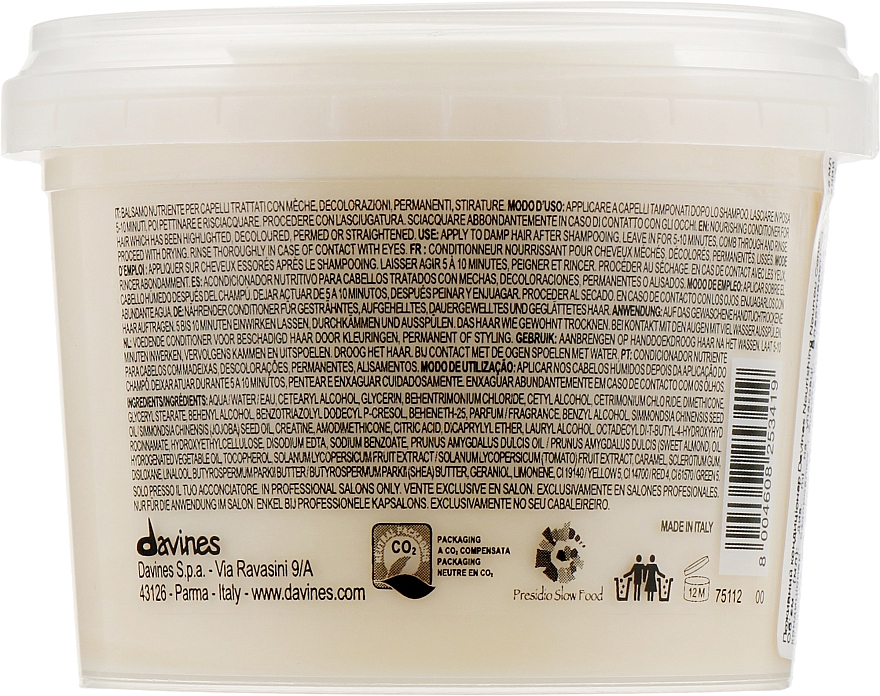 IT: BALSAMO NUTRIENTE PER CAPELLI TRATTATI CON MÈCHE, DECOLORAZIONI, PERMANENTI, STIRATURE. MODO D'USO: APPLICARE A CAPELLI TAMPONATI DOPO LO SHAMPOO. LASCIARE IN POSA
5-10 MINUTI, POI PETTINARE E RISCIACQUARE. PROCEDERE CON L'ASCIUGATURA. SCIACQUARE ABBONDANTEMENTE IN CASO DI CONTATTO CON GLI OCCHI. EN: NOURISHING CONDITIONER FOR
HAIR WHICH HAS BEEN HIGHLIGHTED, DECOLOURED, PERMED OR STRAIGHTENED. USE: APPLY TO DAMP HAIR AFTER SHAMPOOING. LEAVE IN FOR 5-10 MINUTES, COMB THROUGH AND RINSE.
PROCEED WITH DRYING. RINSE THOROUGHLY IN CASE OF CONTACT WITH EYES. FR : CONDITIONNEUR NOURRISSANT POUR CHEVEUX MÈCHES, DÉCOLORÉS, PERMANENTES, LISSÉS. MODE
D'EMPLOI : APPLIQUER SUR CHEVEUX ESSORÉS APRÈS LE SHAMPOOING. LAISSER AGIR 5 À 10 MINUTES, PEIGNER ET RINCER. PROCÉDER AU SÉCHAGE. EN CAS DE CONTACT AVEC LES YEUX,
RINCER ABONDAMMENT. ES: ACONDICIONADOR NUTRITIVO PARA CABELLOS TRATADOS CON MECHAS, DECOLORACIONES, PERMANENTES O ALISADOS. MODO DE EMPLEO: APLICAR SOBRE EL
CABELLO HUMEDO DESPUÉS DEL CHAMPÚ. DEJAR ACTUAR DE 5 A 10 MINUTOS, DESPUÉS PEINAR Y ENJUAGAR. PROCEDER AL SECADO. EN CASO DE CONTACTO CON LOS OJOS ENJUAGARLOS CON
ABUNDANTE AGUA. DE: NÄHRENDER CONDITIONER FÜR GESTRÄHNTES, AUFGEHELLTES, DAUERGEWELLTES UND GEGLÄTTETES HAAR. ANWENDUNG: AUF DAS GEWASCHENE HANDTUCHTROCKENE
HAAR AUFTRAGEN. 5 BIS 10 MINUTEN EINWIRKEN LASSEN, DURCHKÄMMEN UND AUSSPÜLEN. DAS HAAR WIE GEWOHNT TROCKNEN. BEI KONTAKT MIT DEN AUGEN MIT VIEL WASSER AUSSPÜLEN.
NL: VOEDENDE CONDITIONER VOOR BESCHADIGD HAAR DOOR KLEURINGEN, PERMANENT OF STYLING. GEBRUIK: AANBRENGEN OP HANDDOEKDROOG HAAR NA HET WASSEN. LAAT 5-10
MINUTEN INWERKEN, VERVOLGENS KAMMEN EN UITSPOELEN. DROOG HET HAAR. BIJ CONTACT MET DE OGEN SPOELEN MET WATER. PT: CONDICIONADOR NUTRIENTE
PARA CABELOS COM MADEIXAS, DESCOLORAÇÕES, PERMANENTES, ALISAMENTOS. MODO DE UTILIZAÇÃO: APLICAR NOS CABELOS HÚMIDOS DEPOIS DA APLICAÇÃO DO
CHAMPÔ. DEIXAR ATUAR DURANTE 5 A 10 MINUTOS, PENTEAR E ENXAGUAR CUIDADOSAMENTE. ENXAGUAR ABUNDANTEMENTE EM CASO DE CONTACTO COM OS OLHOS.
INGREDIENTS/INGRÉDIENTS: AQUA / WATER / EAU, CETEARYL ALCOHOL, GLYCERIN, BEHENTRIMONIUM CHLORIDE, CETYL ALCOHOL, CETRIMONIUM CHLORIDE, DIMETHICONE,
GLYCERYL STEARATE, BEHENYL ALCOHOL, BENZOTRIAZOLYL DODECYL P-CRESOL, BEHENETH-25, PARFUM / FRAGRANCE, BENZYL ALCOHOL, SIMMONDSIA CHINENSIS SEED
OIL / SIMMONDSIA CHINENSIS (JOJOBA) SEED OIL, CREATINE, AMODIMETHICONE, CITRIC ACID, DICAPRYLYL ETHER, LAURYL ALCOHOL, OCTADECYL DI-T-BUTYL-4-HYDROXYHYD
ROCINNAMATE, HYDROXYETHYLCELLULOSE, DISODIUM EDTA, SODIUM BENZOATE, PRUNUS AMYGDALUS DULCIS OIL / PRUNUS AMYGDALUS DULCIS (SWEET ALMOND) OIL,
HYDROGENATED VEGETABLE OIL, TOCOPHEROL, SOLANUM LYCOPERSICUM FRUIT EXTRACT / SOLANUM LYCOPERSICUM (TOMATO) FRUIT EXTRACT, CARAMEL, SCLEROTIUM GUM,
DISILOXANE, LINALOOL, BUTYROSPERMUM PARKII BUTTER / BUTYROSPERMUM PARKII (SHEA) BUTTER, GERANIOL, LIMONENE, CI 19140 / YELLOW 5, CI 14700 / RED 4, CI 61570 / GREEN 5.
SOLO PRESSO IL TUO ACCONCIATORE. IN PROFESSIONAL SALONS ONLY. VENTE EXCLUSIVE EN SALON. EXCLUSIVAMENTE EN SALONES PROFESIONALES.
NUR FÜR DIE ANWENDUNG IM SALON. ENKEL BIJ PROFESSIONELE KAPSALONS. EXCLUSIVAMENTE NO SEU CABALEIREIRO.
MADE IN ITALY
davines
Davines S.p.a. - Via Ravasini 9/A
43126 - Parma - Italy - www.davines.com
CO2
PACKAGING
A CO2 COMPENSATA
PACKAGING
NEUTRE EN CO2
Presidio Slow Food
12 M
75112 00
8 004608 253419